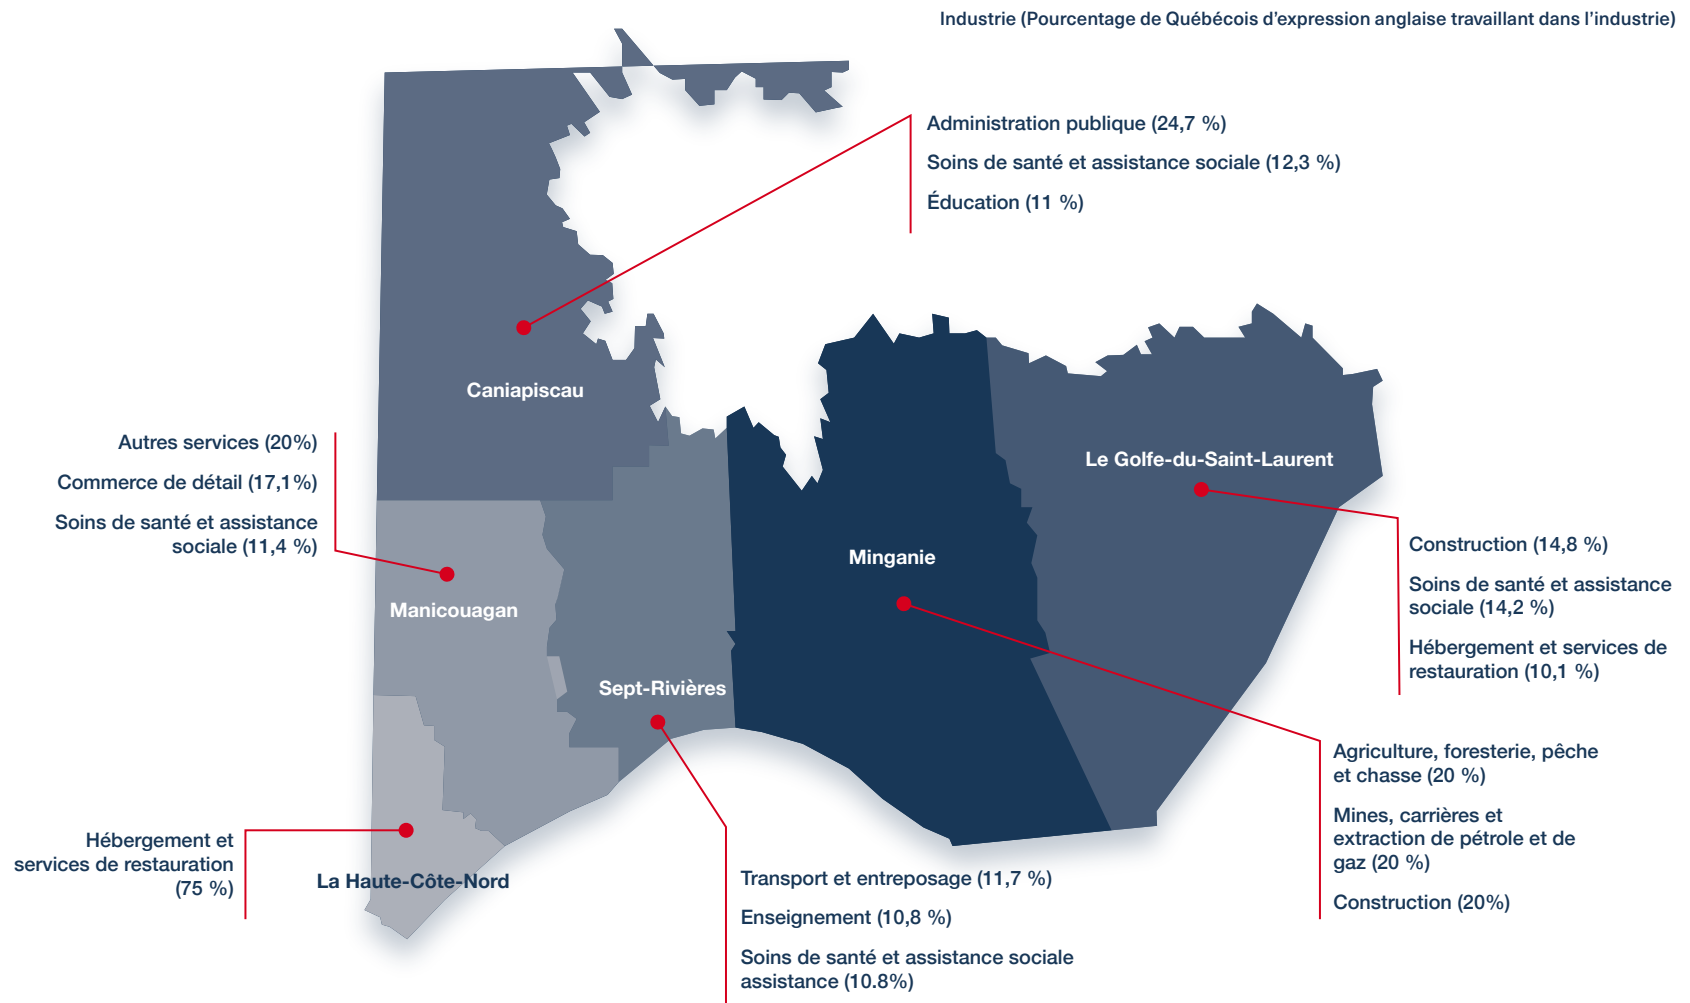 Industrie (Pourcentage de Québécois d’expression anglaise travaillant dans l’industrie)
Administration publique (24,7 %)
Soins de santé et assistance sociale (12,3 %)
Éducation (11 %)
Caniapiscau
Autres services (20%)
Commerce de détail (17,1%)
Soins de santé et assistance
sociale (11,4 %)
Manicouagan
Le Golfe-du-Saint-Laurent
Construction (14,8 %)
Soins de santé et assistance
sociale (14,2 %)
Hébergement et services de
restauration (10,1 %)
Minganie
Agriculture, foresterie, pêche
et chasse (20 %)
Mines, carrières et
extraction de pétrole et de
gaz (20 %)
Construction (20%)
Sept-Rivières
Transport et entreposage (11,7 %)
Enseignement (10,8 %)
Soins de santé et assistance sociale
assistance (10.8%)
Hébergement et
services de restauration
(75 %)
La Haute-Côte-Nord